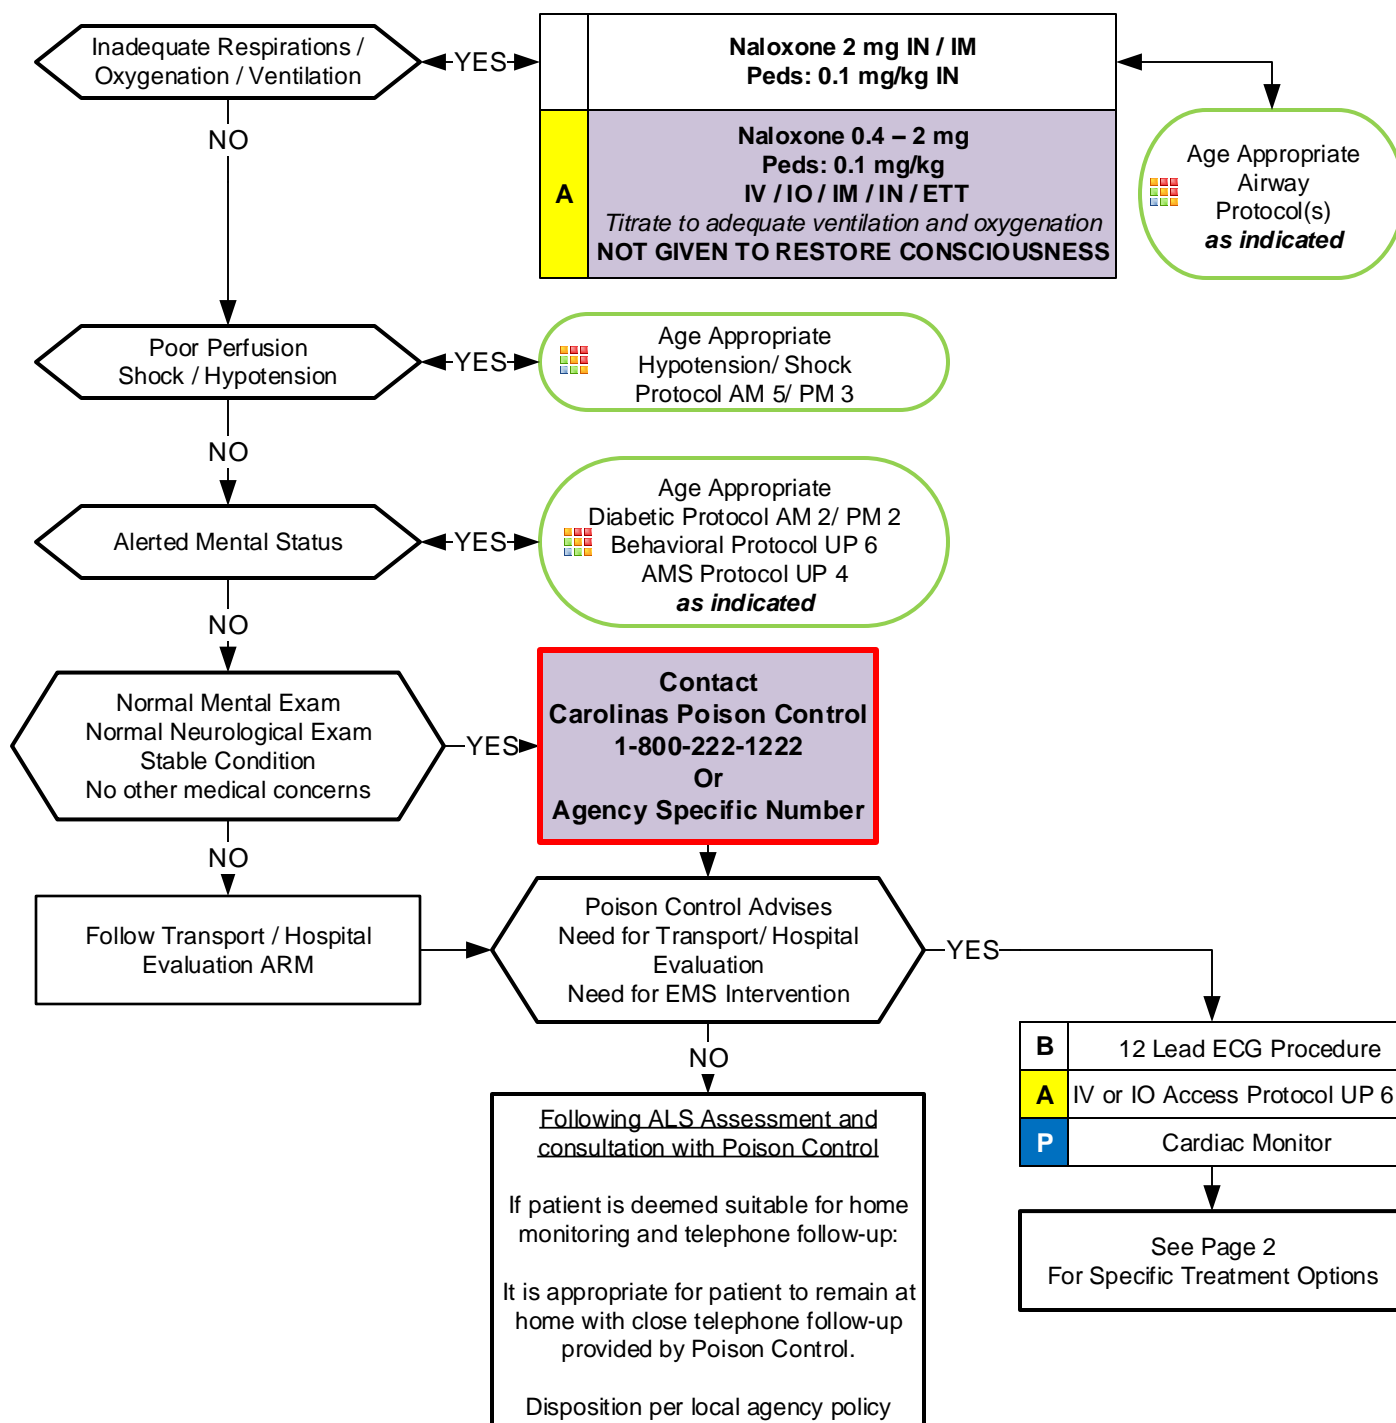 Inadequate Respirations /
Oxygenation / Ventilation
YES
Naloxone 2 mg IN / IM
Peds: 0.1 mg/kg IN
A
Naloxone 0.4 – 2 mg
Peds: 0.1 mg/kg
IV / IO / IM / IN / ETT
Titrate to adequate ventilation and oxygenation
NOT GIVEN TO RESTORE CONSCIOUSNESS
Age Appropriate
Airway
Protocol(s)
as indicated
NO
Poor Perfusion
Shock / Hypotension
YES
Age Appropriate
Hypotension/ Shock
Protocol AM 5/ PM 3
NO
Alerted Mental Status
YES
Age Appropriate
Diabetic Protocol AM 2/ PM 2
Behavioral Protocol UP 6
AMS Protocol UP 4
as indicated
NO
Normal Mental Exam
Normal Neurological Exam
Stable Condition
No other medical concerns
YES
Contact
Carolinas Poison Control
1-800-222-1222
Or
Agency Specific Number
NO
Follow Transport / Hospital
Evaluation ARM
Poison Control Advises
Need for Transport/ Hospital
Evaluation
Need for EMS Intervention
YES
B
12 Lead ECG Procedure
A
IV or IO Access Protocol UP 6
P
Cardiac Monitor
See Page 2
For Specific Treatment Options
NO
Following ALS Assessment and
consultation with Poison Control
If patient is deemed suitable for home
monitoring and telephone follow-up:
It is appropriate for patient to remain at
home with close telephone follow-up
provided by Poison Control.
Disposition per local agency policy